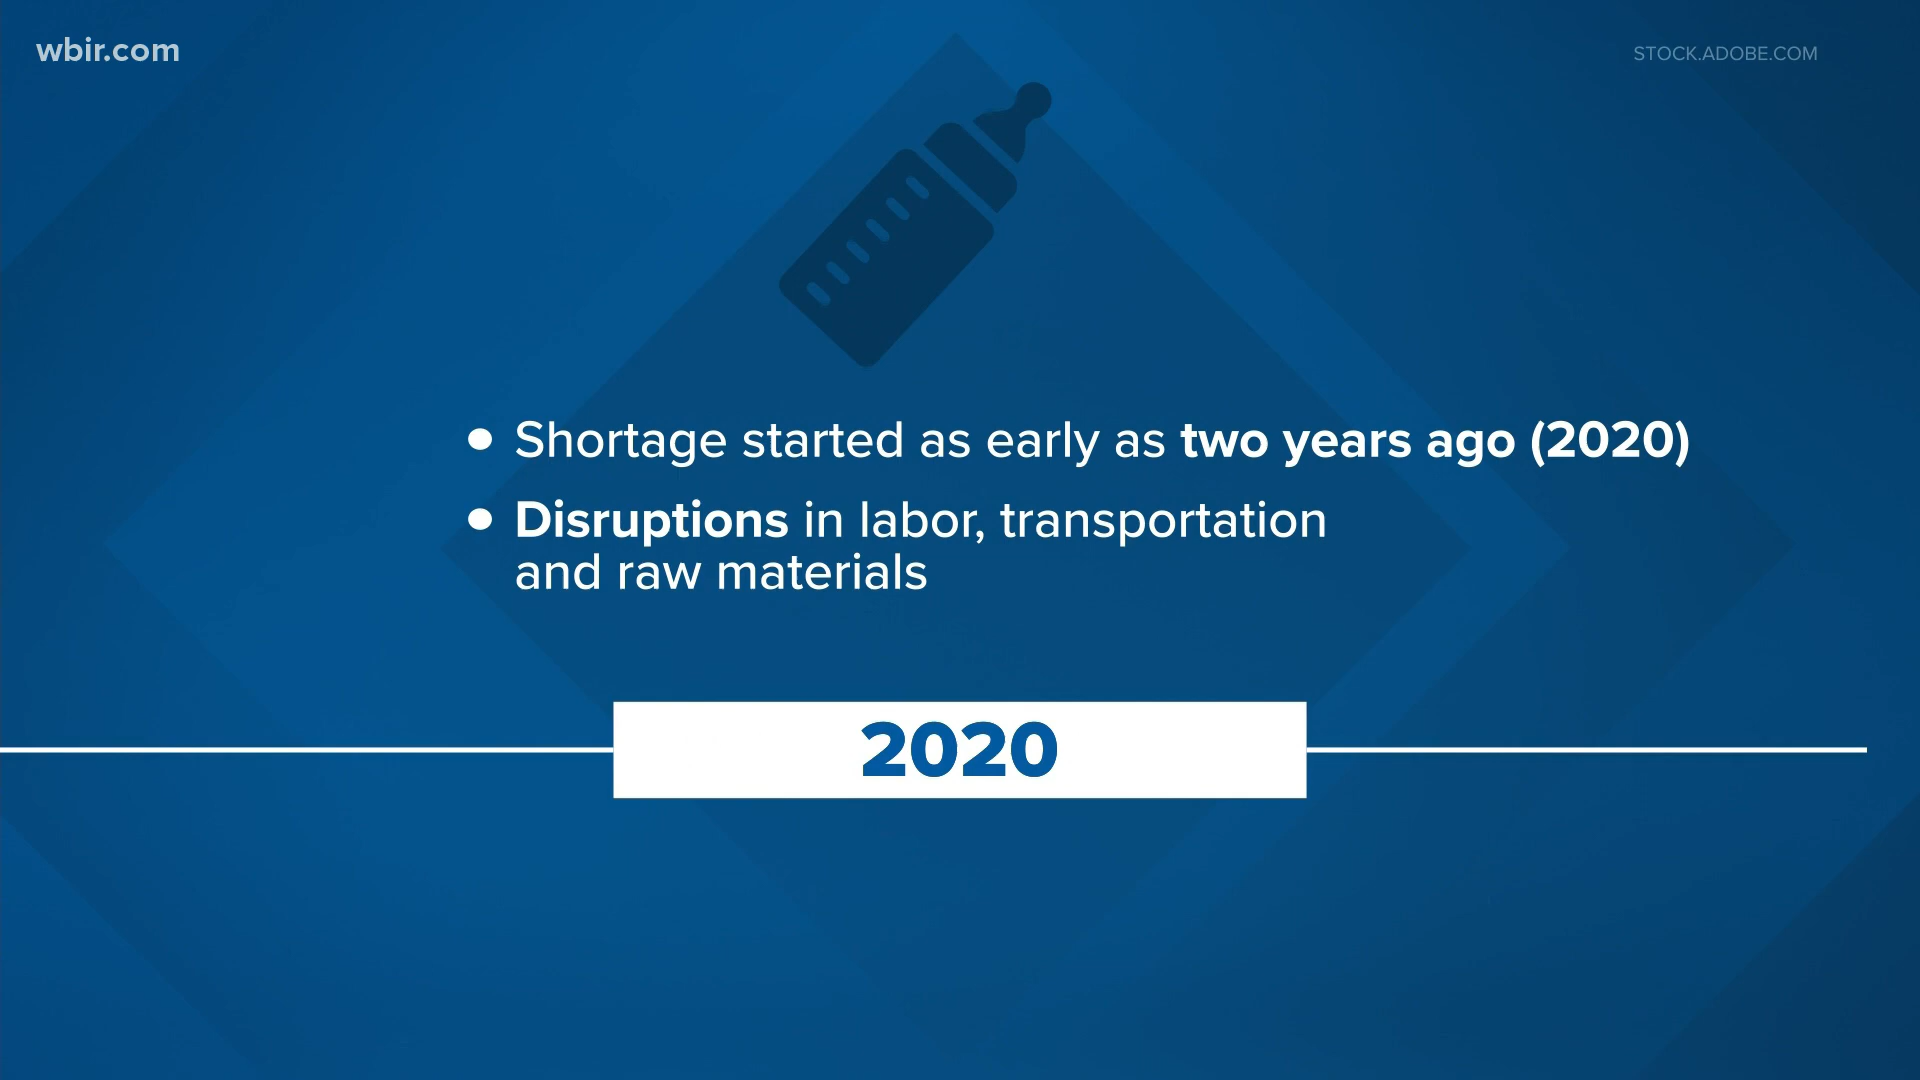 wbir.com
STOCK.ADOBE.COM
Shortage started as early as two years ago (2020)
Disruptions in labor, transportation
and raw materials
2020